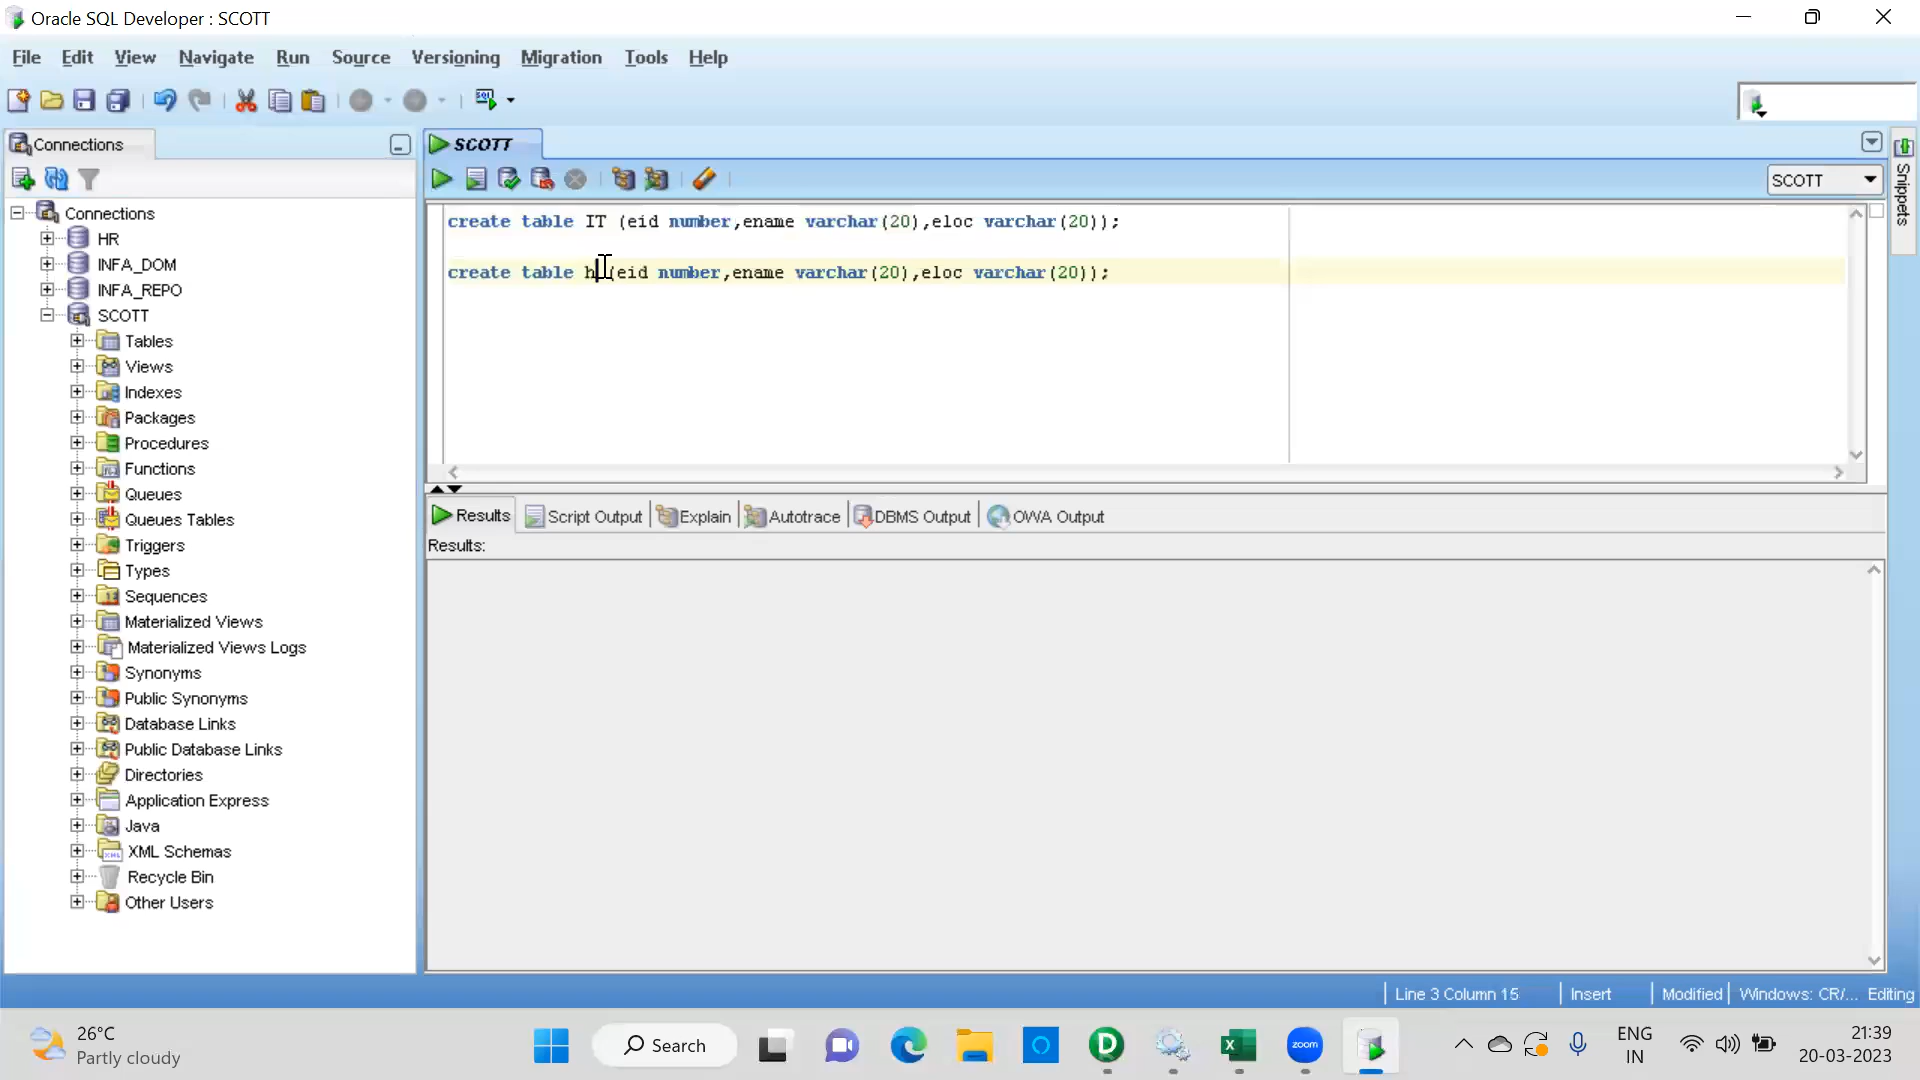 Oracle SQL Developer : SCOTT
File Edit View Navigate Run Source Versioning Migration Tools Help
Connections
SCOTT
SCOTT
Snippets
Connections
HR
INFA_DOM
INFA_REPO
SCOTT
Tables
Views
Indexes
Packages
Procedures
Functions
Queues
Queues Tables
Triggers
Types
Sequences
Materialized Views
Materialized Views Logs
Synonyms
Public Synonyms
Database Links
Public Database Links
Directories
Application Express
Java
XML Schemas
Recycle Bin
Other Users
create table IT (eid number,ename varchar(20),eloc varchar(20));
create table h (eid number,ename varchar(20),eloc varchar(20));
Results Script Output Explain Autotrace DBMS Output OWA Output
Results:
Line 3 Column 15 Insert Modified Windows: CR/... Editing
26°C
Partly cloudy
Search
zoom
ENG
IN
21:39
20-03-2023